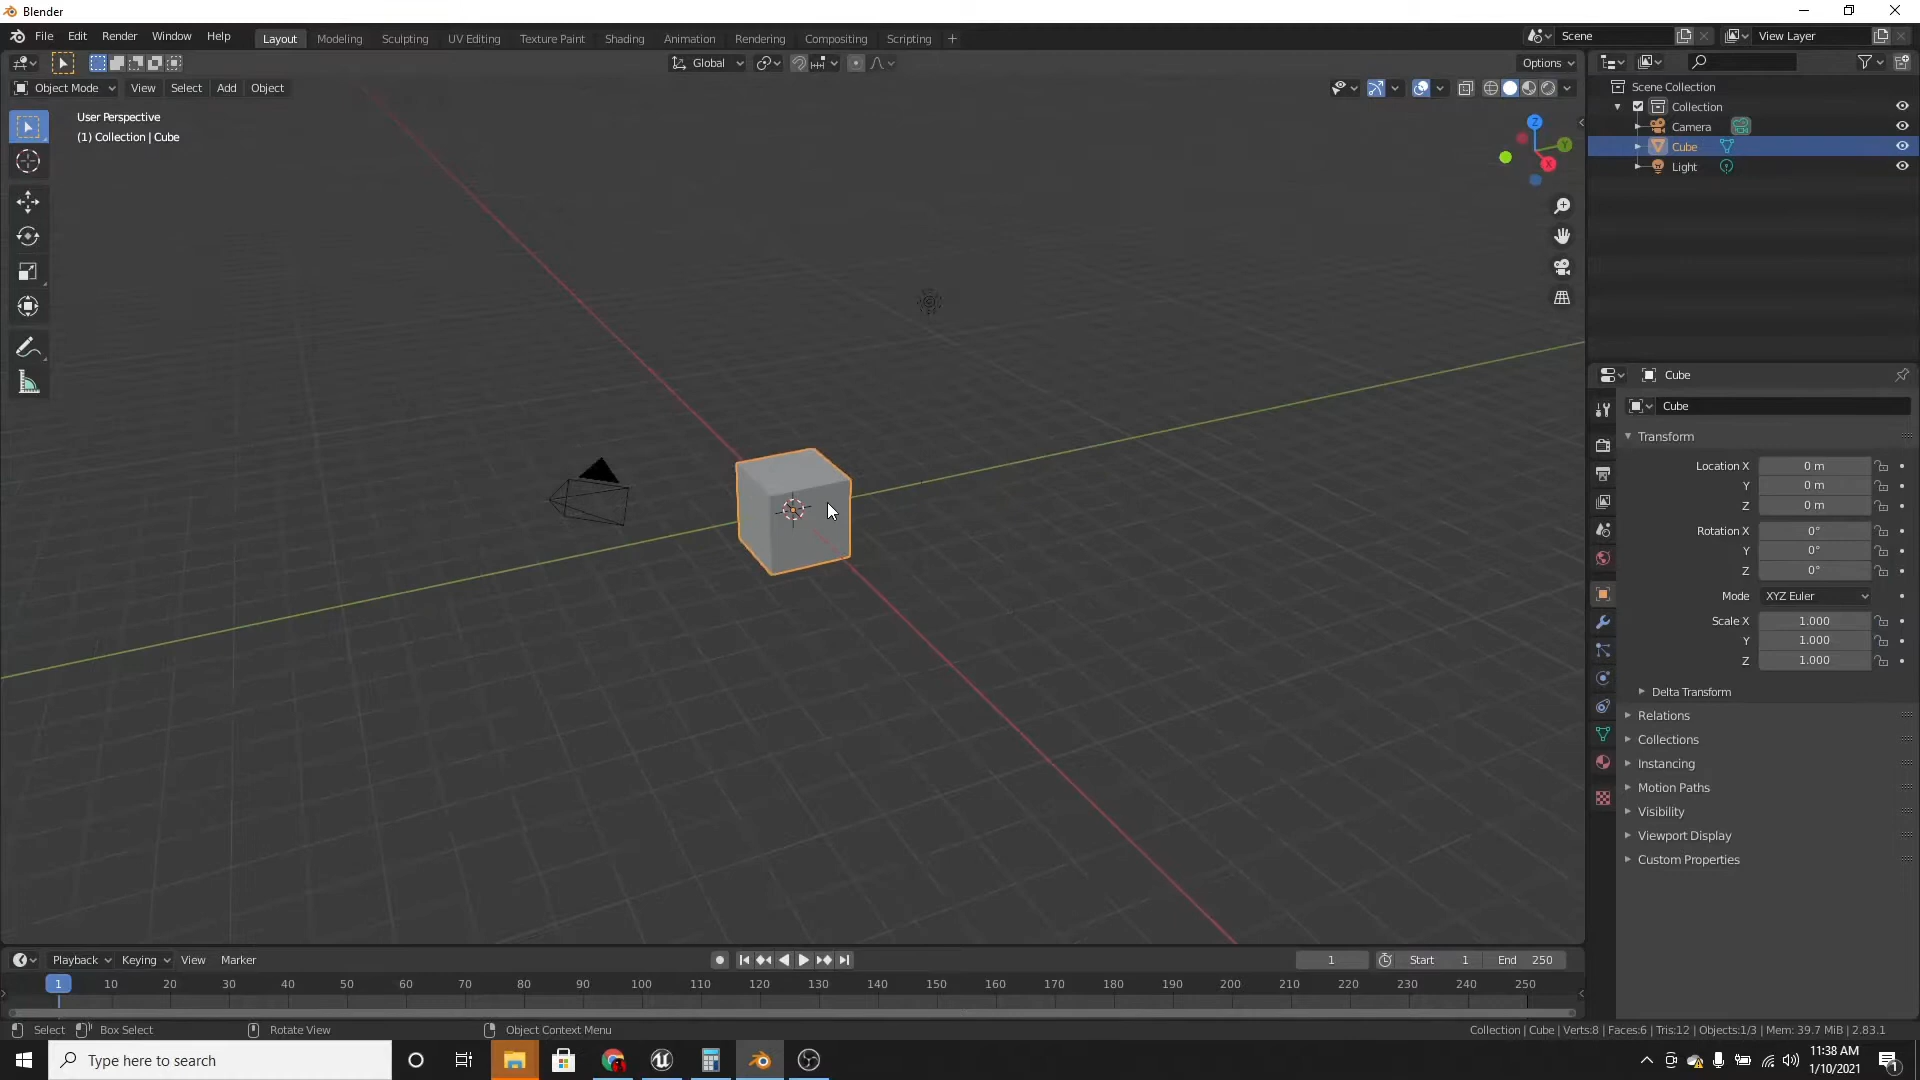 Blender
File Edit Render Window Help Layout Modeling Sculpting UV Editing Texture Paint Shading Animation Rendering Compositing Scripting + Scene View Layer
Global Options
Object Mode View Select Add Object
User Perspective
(1) Collection | Cube
Z
Y
X
Scene Collection
Collection
Camera
Cube
Light
Cube
Cube
Transform
Location X 0 m
Y 0 m
Z 0 m
Rotation X 0°
Y 0°
Z 0°
Mode XYZ Euler
Scale X 1.000
Y 1.000
Z 1.000
Delta Transform
Relations
Collections
Instancing
Motion Paths
Visibility
Viewport Display
Custom Properties
Playback Keying View Marker 1 Start 1 End 250
1 10 20 30 40 50 60 70 80 90 100 110 120 130 140 150 160 170 180 190 200 210 220 230 240 250
Select Box Select Rotate View Object Context Menu Collection | Cube | Verts:8 | Faces:6 | Tris:12 | Objects:1/3 | Mem: 39.7 MiB | 2.83.1
Type here to search
11:38 AM
1/10/2021
1